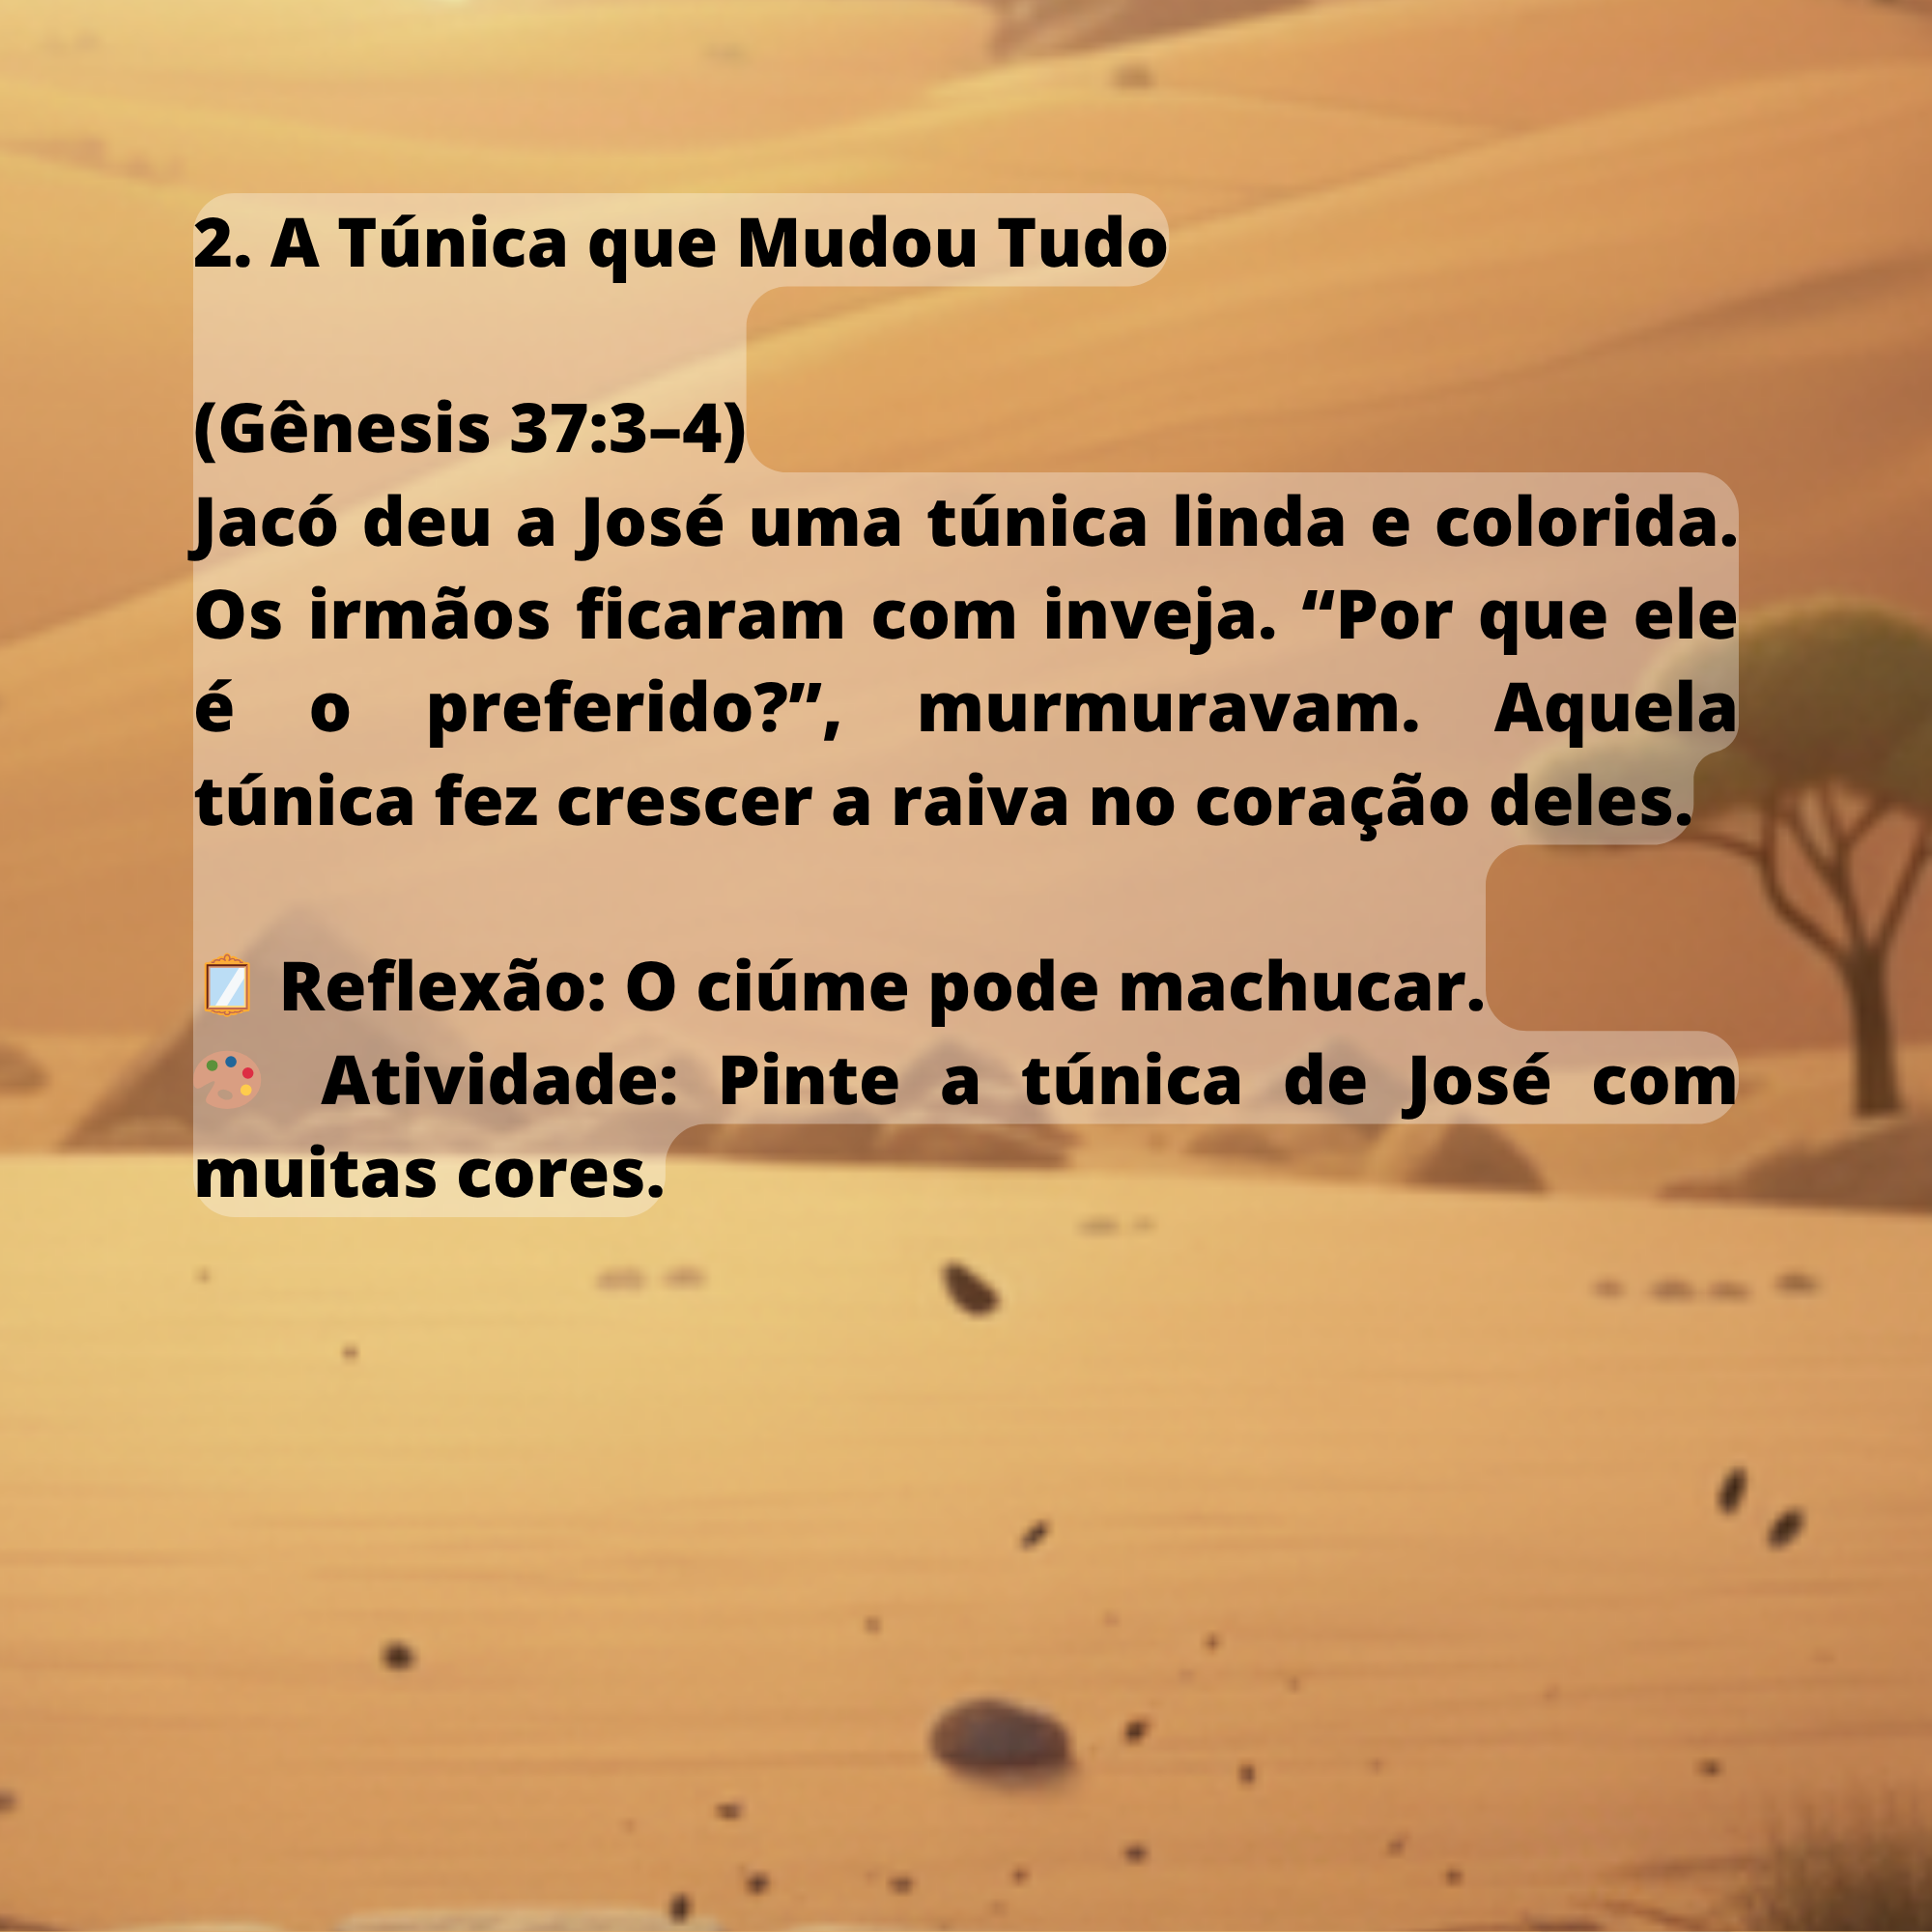 2. A Túnica que Mudou Tudo
(Gênesis 37:3–4)
Jacó deu a José uma túnica linda e colorida.
Os irmãos ficaram com inveja. “Por que ele
é o preferido?”, murmuravam. Aquela
túnica fez crescer a raiva no coração deles.
🪞 Reflexão: O ciúme pode machucar.
🎨 Atividade: Pinte a túnica de José com
muitas cores.